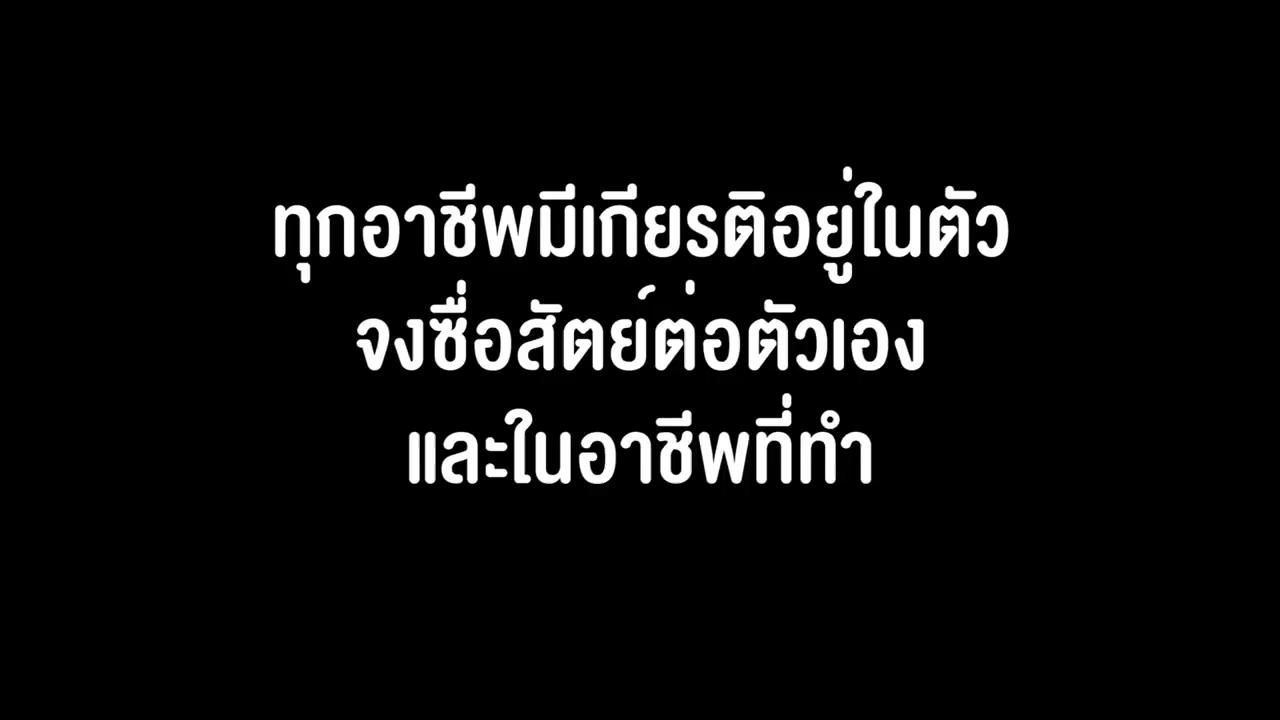 ทุกอาชีพมีเกียรติอยู่ในตัว
จงซื่อสัตย์ต่อตัวเอง
และในอาชีพที่ทำ